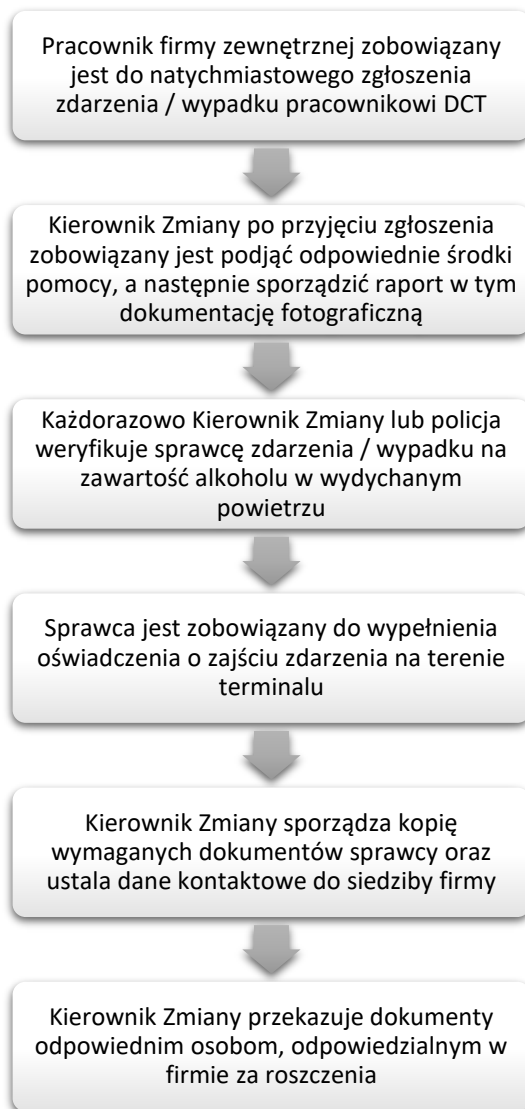 Pracownik firmy zewnętrznej zobowiązany
jest do natychmiastowego zgłoszenia
zdarzenia / wypadku pracownikowi DCT
Kierownik Zmiany po przyjęciu zgłoszenia
zobowiązany jest podjąć odpowiednie środki
pomocy, a następnie sporządzić raport w tym
dokumentację fotograficzną
Każdorazowo Kierownik Zmiany lub policja
weryfikuje sprawcę zdarzenia / wypadku na
zawartość alkoholu w wydychanym
powietrzu
Sprawca jest zobowiązany do wypełnienia
oświadczenia o zajściu zdarzenia na terenie
terminalu
Kierownik Zmiany sporządza kopię
wymaganych dokumentów sprawcy oraz
ustala dane kontaktowe do siedziby firmy
Kierownik Zmiany przekazuje dokumenty
odpowiednim osobom, odpowiedzialnym w
firmie za roszczenia